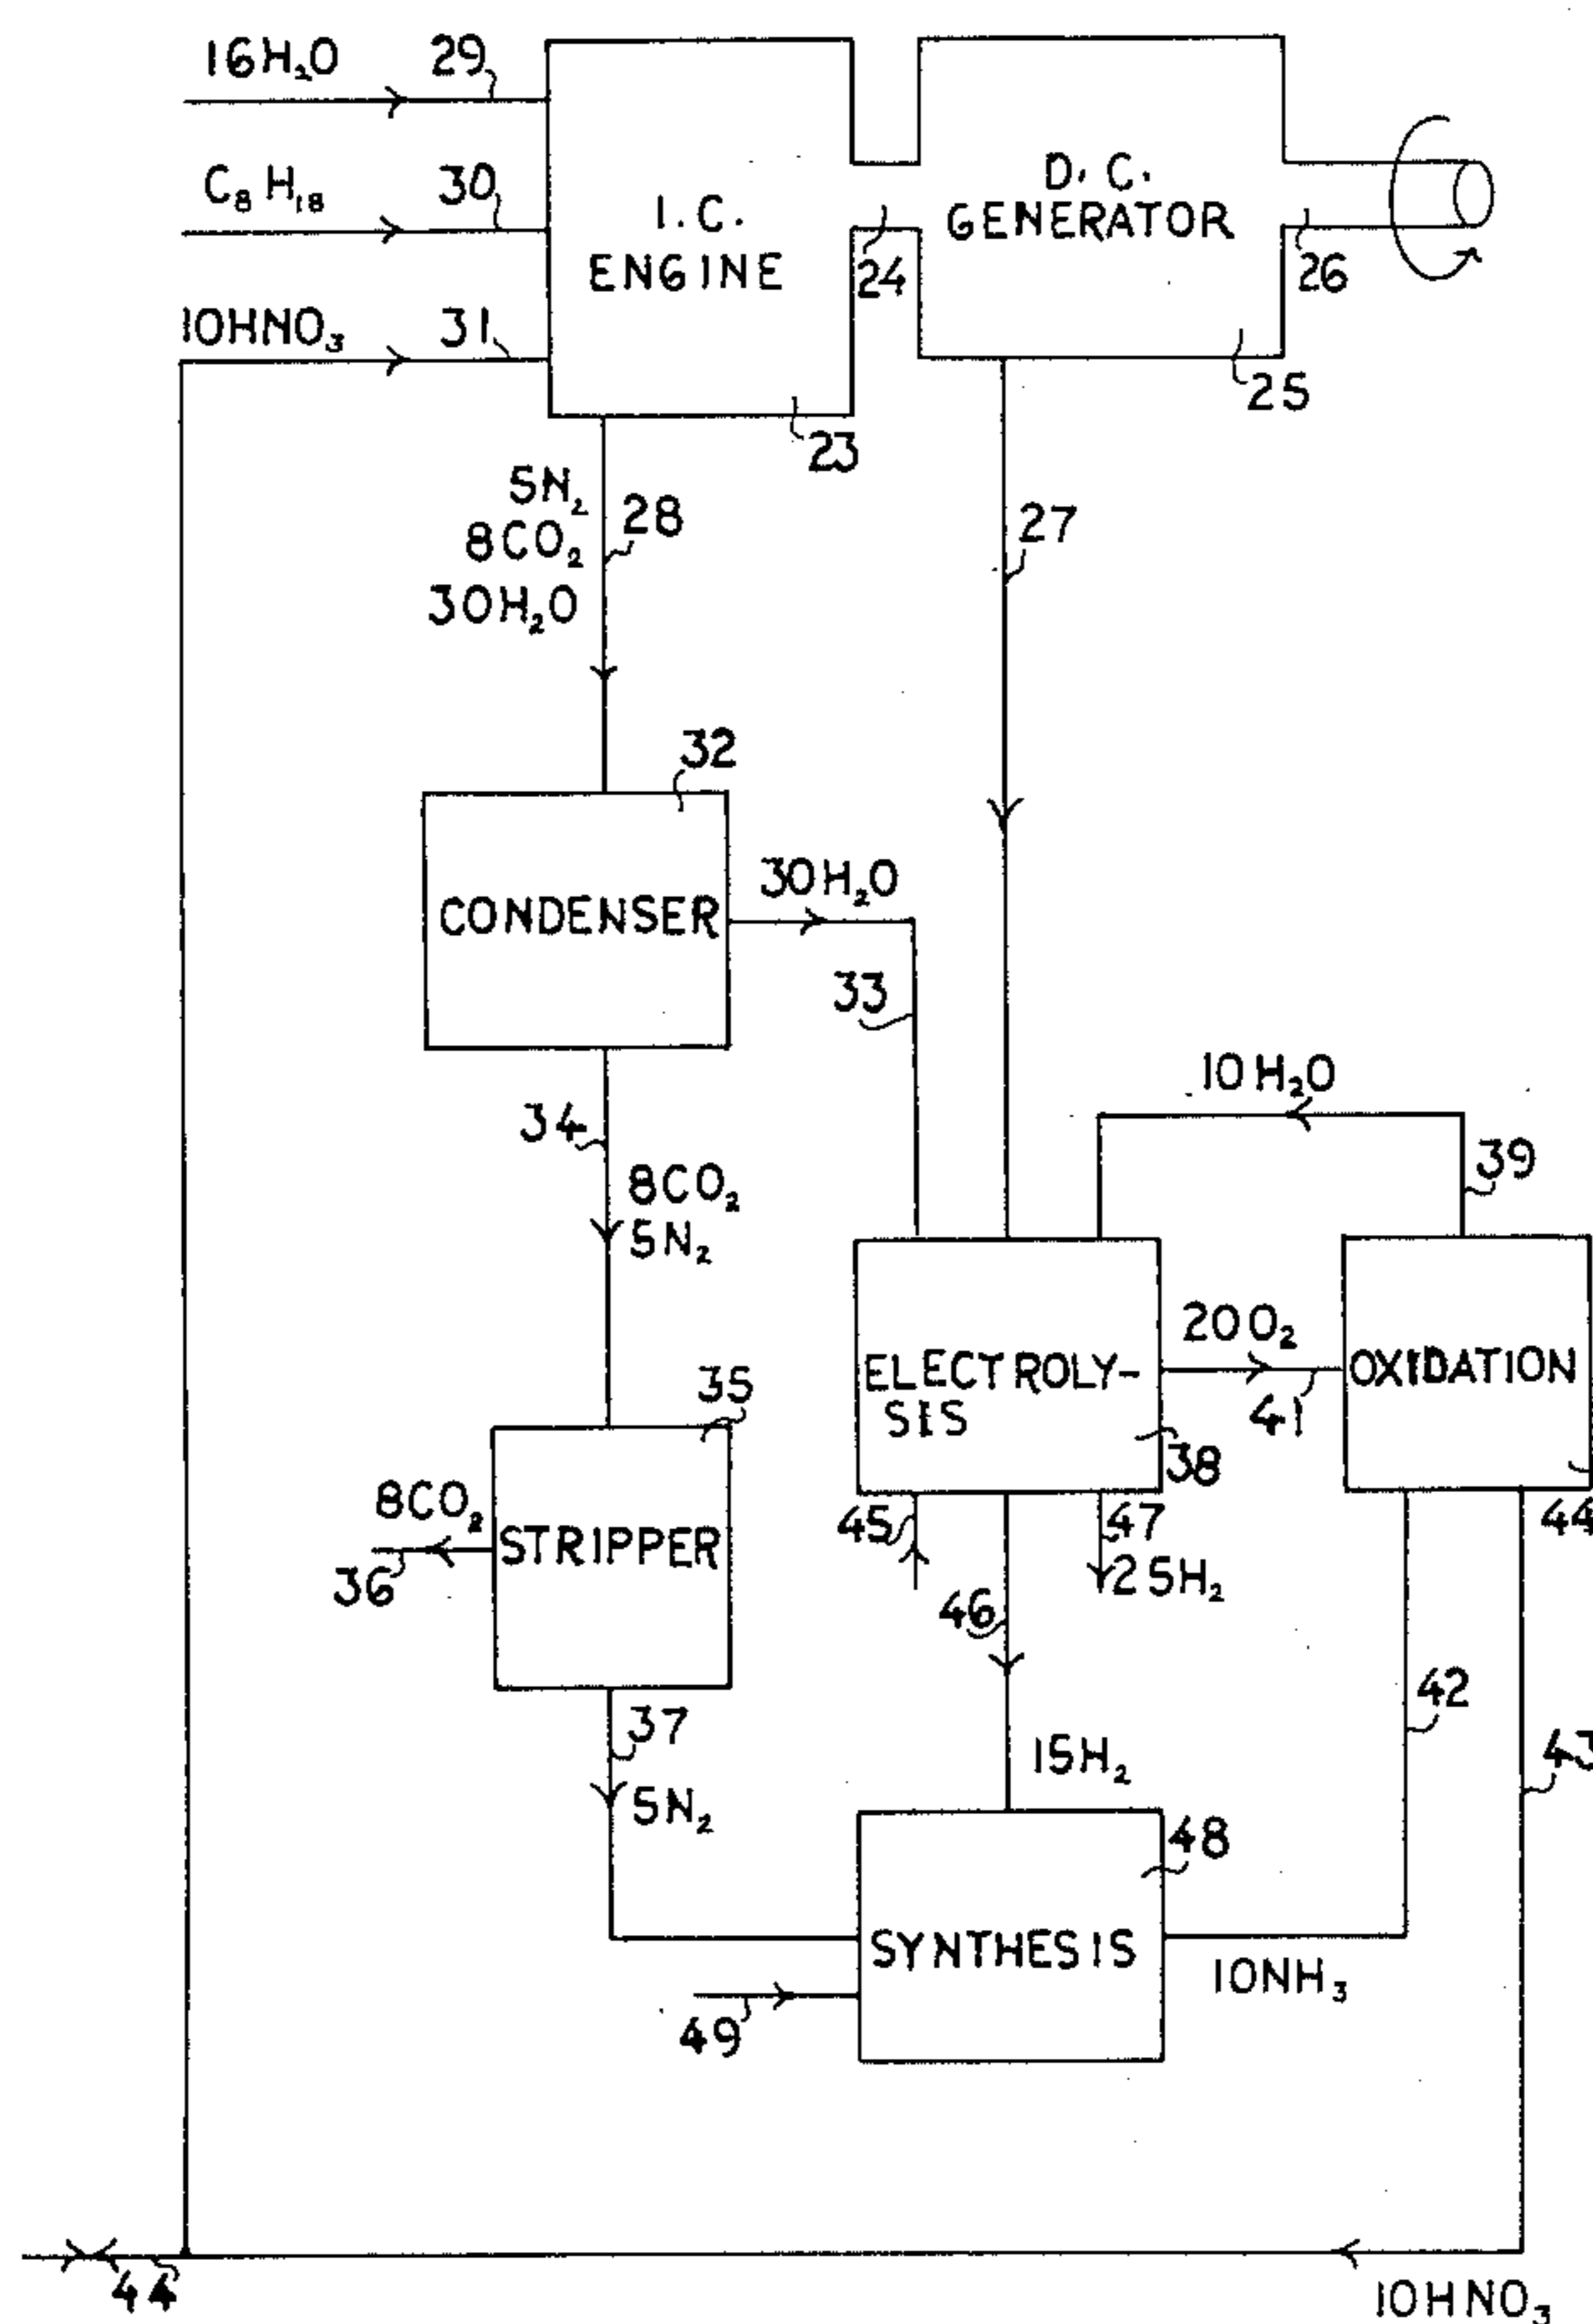 16H₂O
29
C₈H₁₈
30
10HNO₃
31
I.C.
ENGINE
23
24
D.C.
GENERATOR
25
26
5N₂
8CO₂
30H₂O
28
27
32
CONDENSER
30H₂O
33
34
8CO₂
5N₂
10H₂O
39
35
STRIPPER
8CO₂
36
37
5N₂
ELECTROLY-
SIS
38
20O₂
41
OXIDATION
44
45
46
47
25H₂
15H₂
42
43
48
SYNTHESIS
49
10NH₃
44
10HNO₃